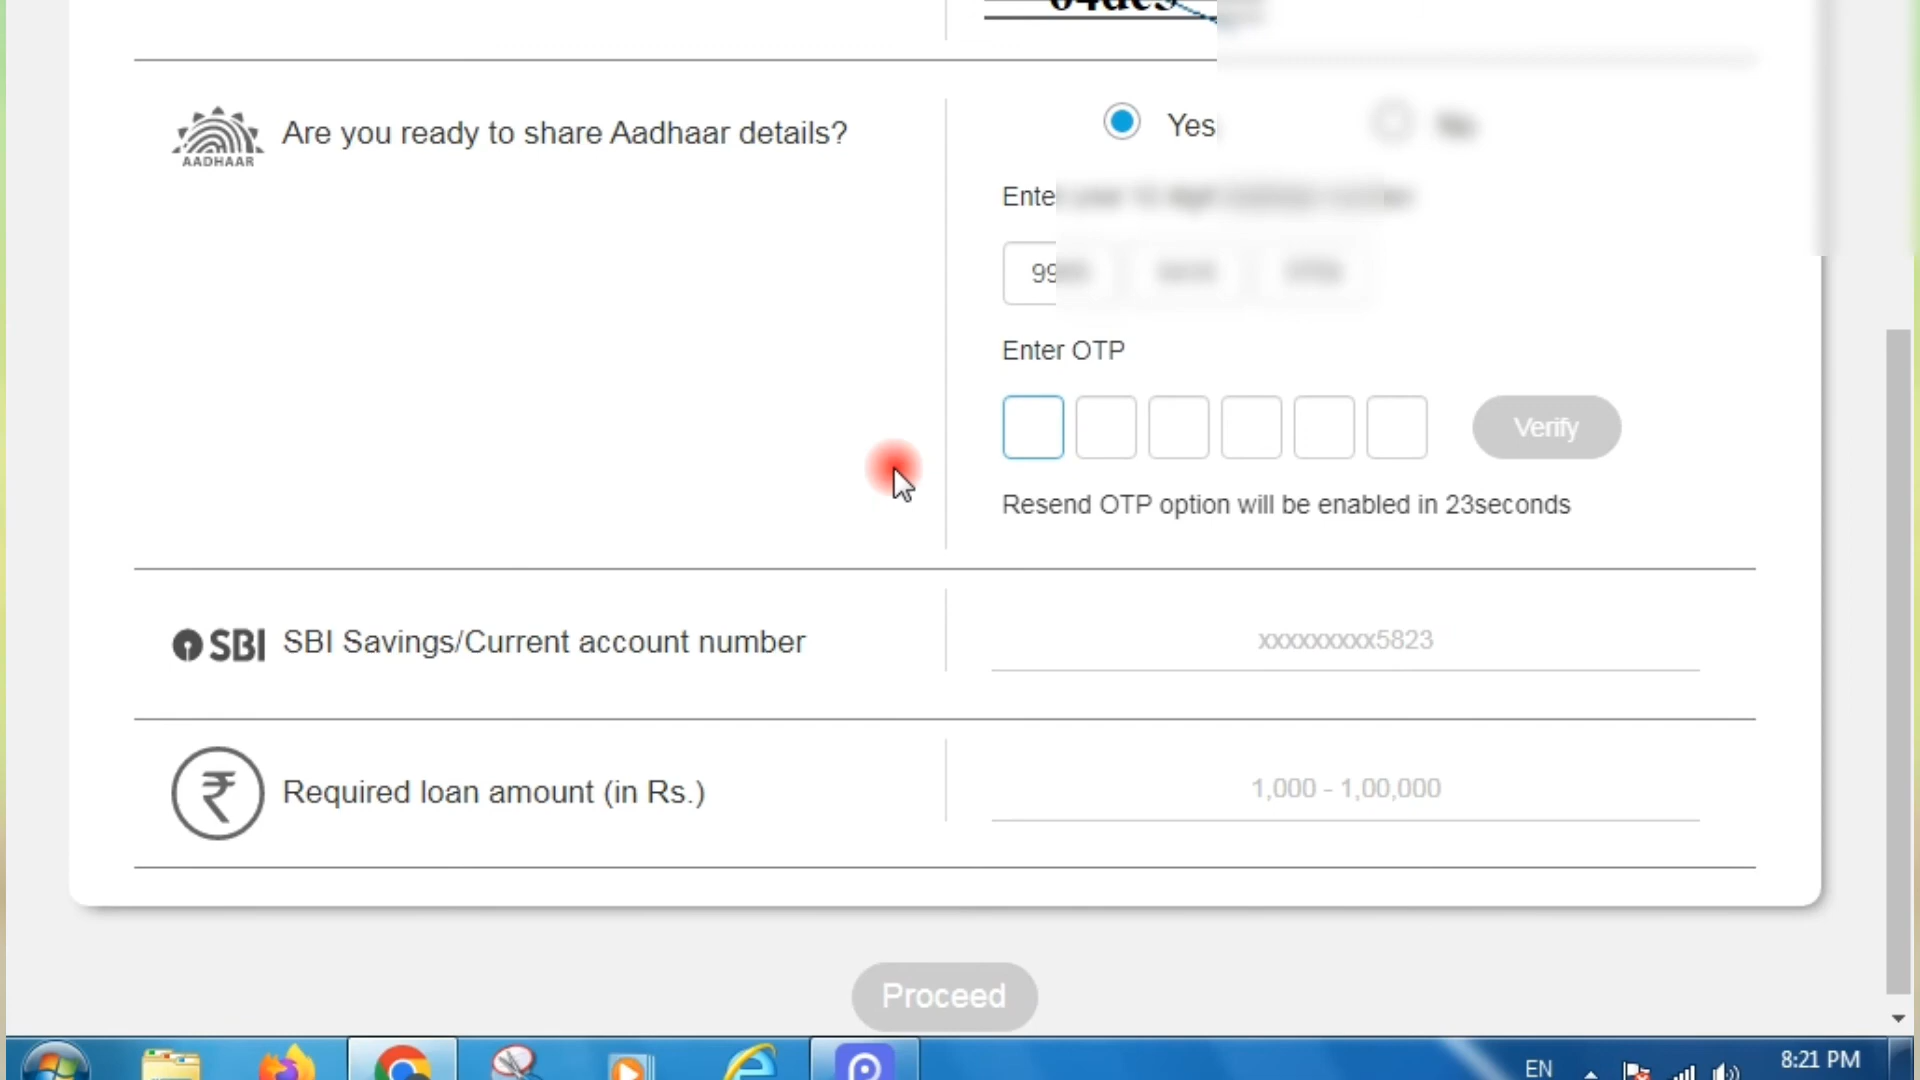 Are you ready to share Aadhaar details?
AADHAAR
Yes
Enter
99
Enter OTP
Verify
Resend OTP option will be enabled in 23seconds
SBI
SBI Savings/Current account number
xxxxxxxxx5823
Required loan amount (in Rs.)
1,000 - 1,00,000
Proceed
EN
8:21 PM